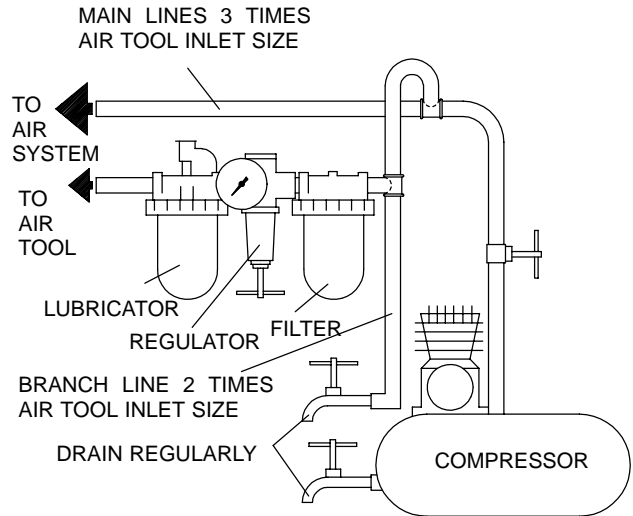 MAIN LINES 3 TIMES
AIR TOOL INLET SIZE
TO
AIR
SYSTEM
TO
AIR
TOOL
LUBRICATOR
REGULATOR
FILTER
BRANCH LINE 2 TIMES
AIR TOOL INLET SIZE
DRAIN REGULARLY
COMPRESSOR